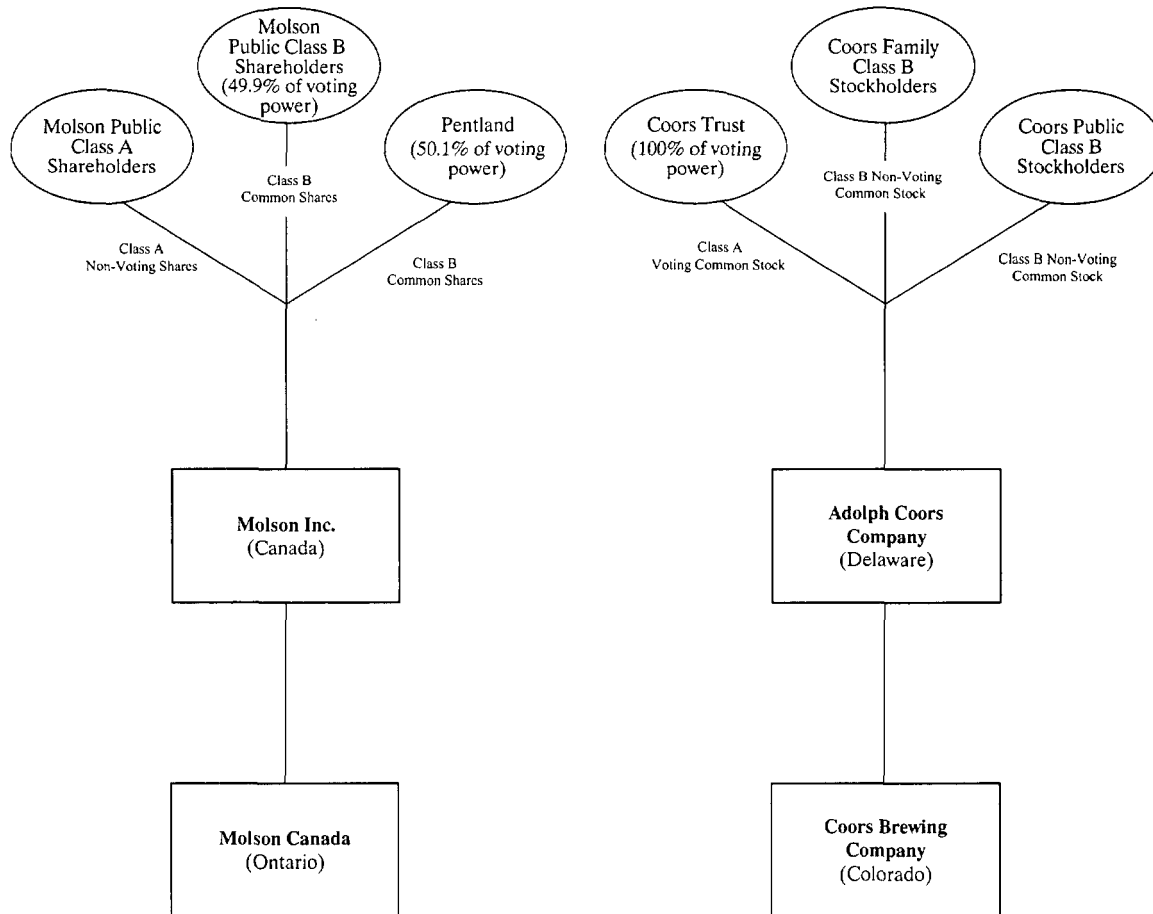 Molson
Public Class B
Shareholders
(49.9% of voting
power)
Molson Public
Class A
Shareholders
Pentland
(50.1% of voting
power)
Class B
Common Shares
Class A
Non-Voting Shares
Class B
Common Shares
Molson Inc.
(Canada)
Molson Canada
(Ontario)
Coors Family
Class B
Stockholders
Coors Trust
(100% of voting
power)
Coors Public
Class B
Stockholders
Class B Non-Voting
Common Stock
Class A
Voting Common Stock
Class B Non-Voting
Common Stock
Adolph Coors
Company
(Delaware)
Coors Brewing
Company
(Colorado)